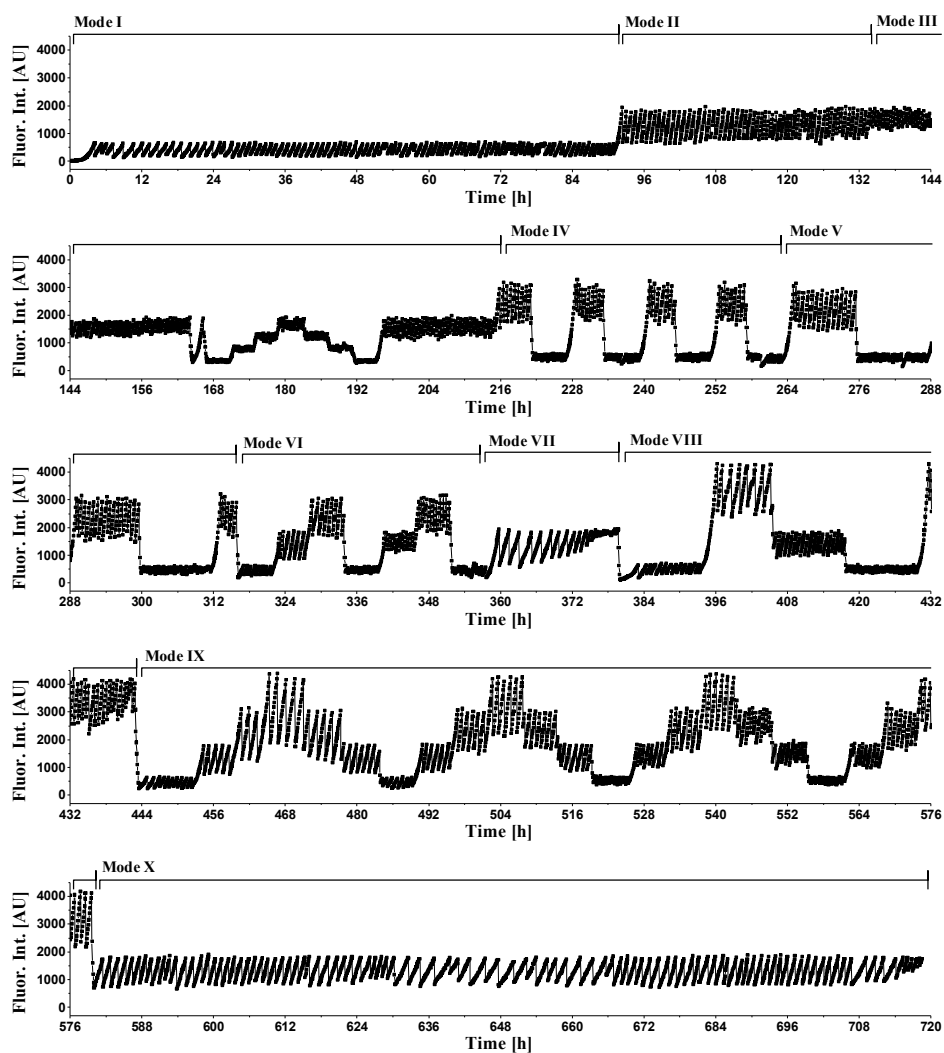 Mode I Mode II Mode III
Fluor. Int. [AU]
4000
3000
2000
1000
0
0 12 24 36 48 60 72 84 96 108 120 132 144
Time [h]
Mode IV Mode V
Fluor. Int. [AU]
4000
3000
2000
1000
0
144 156 168 180 192 204 216 228 240 252 264 276 288
Time [h]
Mode VI Mode VII Mode VIII
Fluor. Int. [AU]
4000
3000
2000
1000
0
288 300 312 324 336 348 360 372 384 396 408 420 432
Time [h]
Mode IX
Fluor. Int. [AU]
4000
3000
2000
1000
0
432 444 456 468 480 492 504 516 528 540 552 564 576
Time [h]
Mode X
Fluor. Int. [AU]
4000
3000
2000
1000
0
576 588 600 612 624 636 648 660 672 684 696 708 720
Time [h]